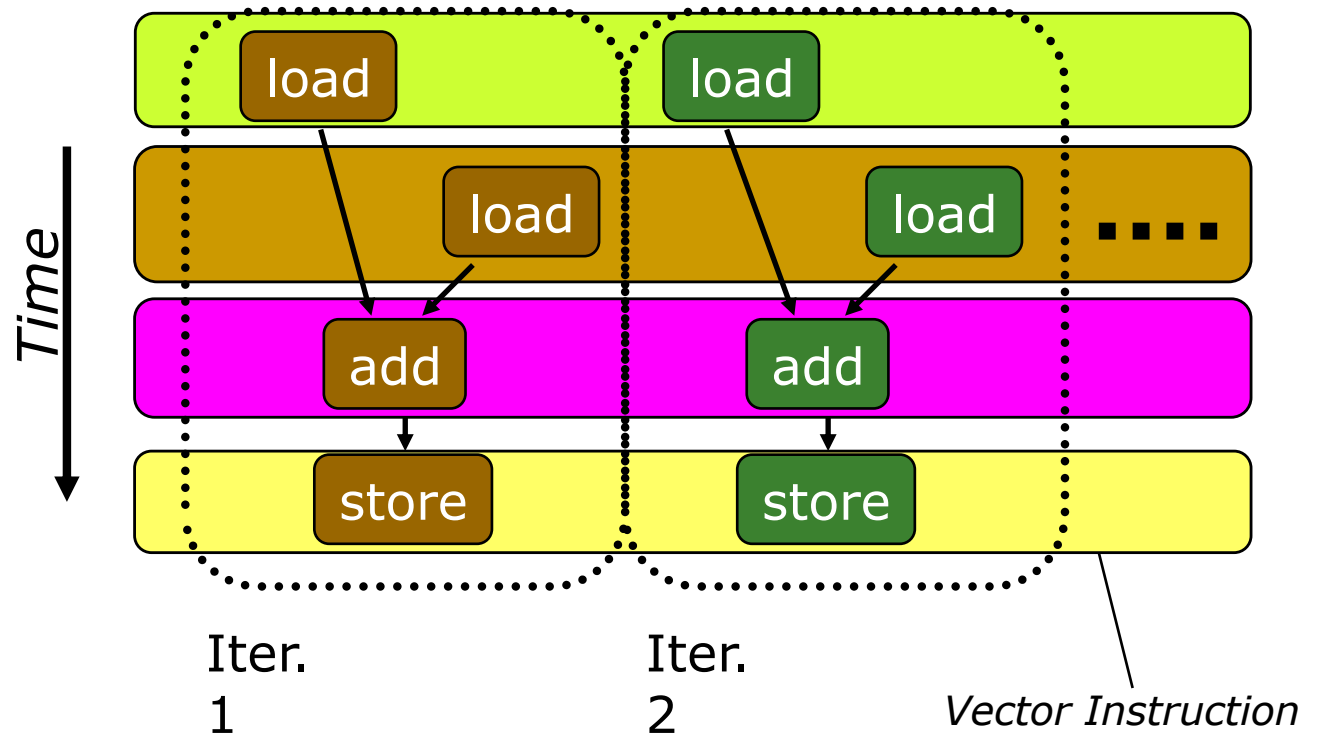 load load
load load
Time
add add
store store
Iter. Iter.
1 2
Vector Instruction